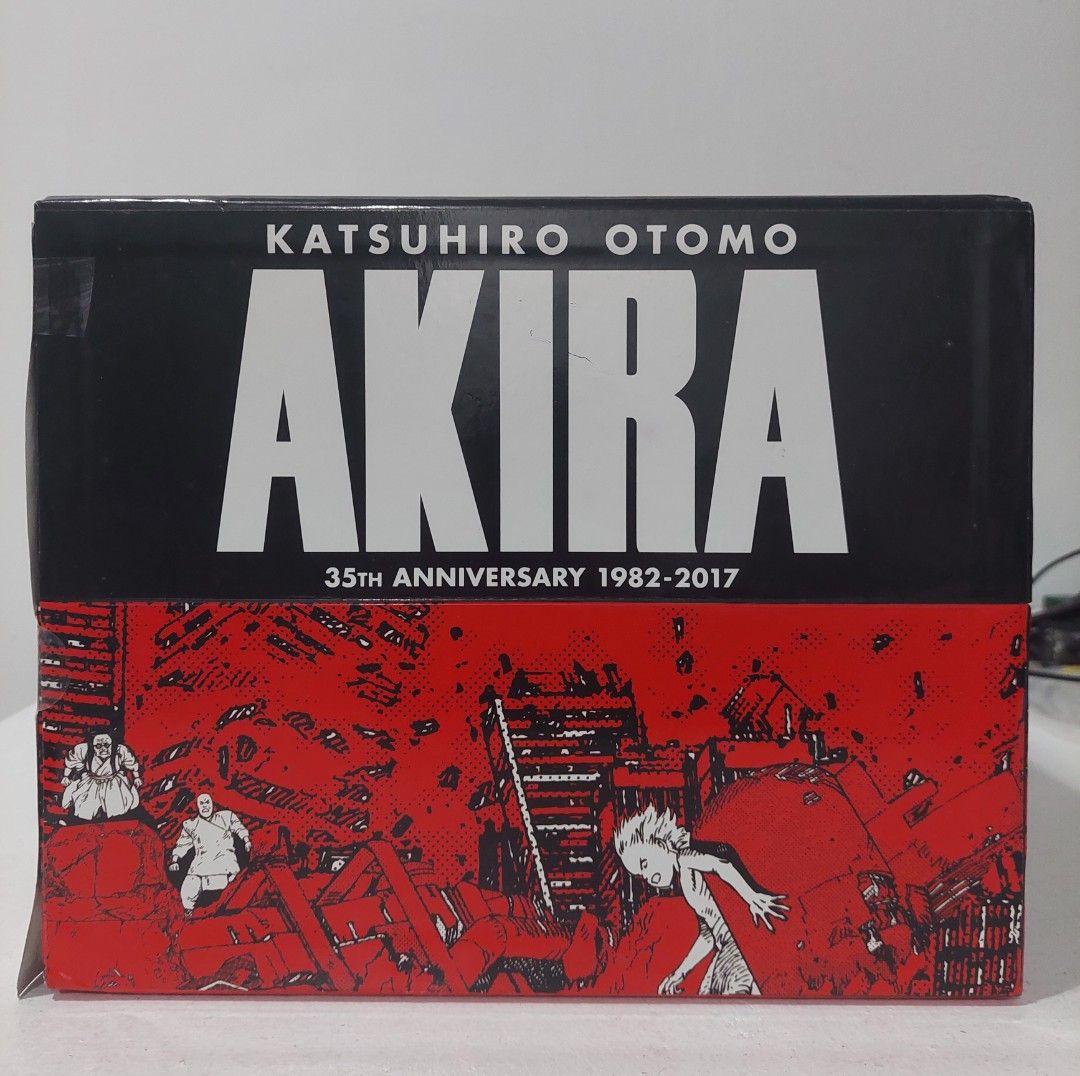 KATSUHIRO OTOMO
AKIRA
35TH ANNIVERSARY 1982-2017